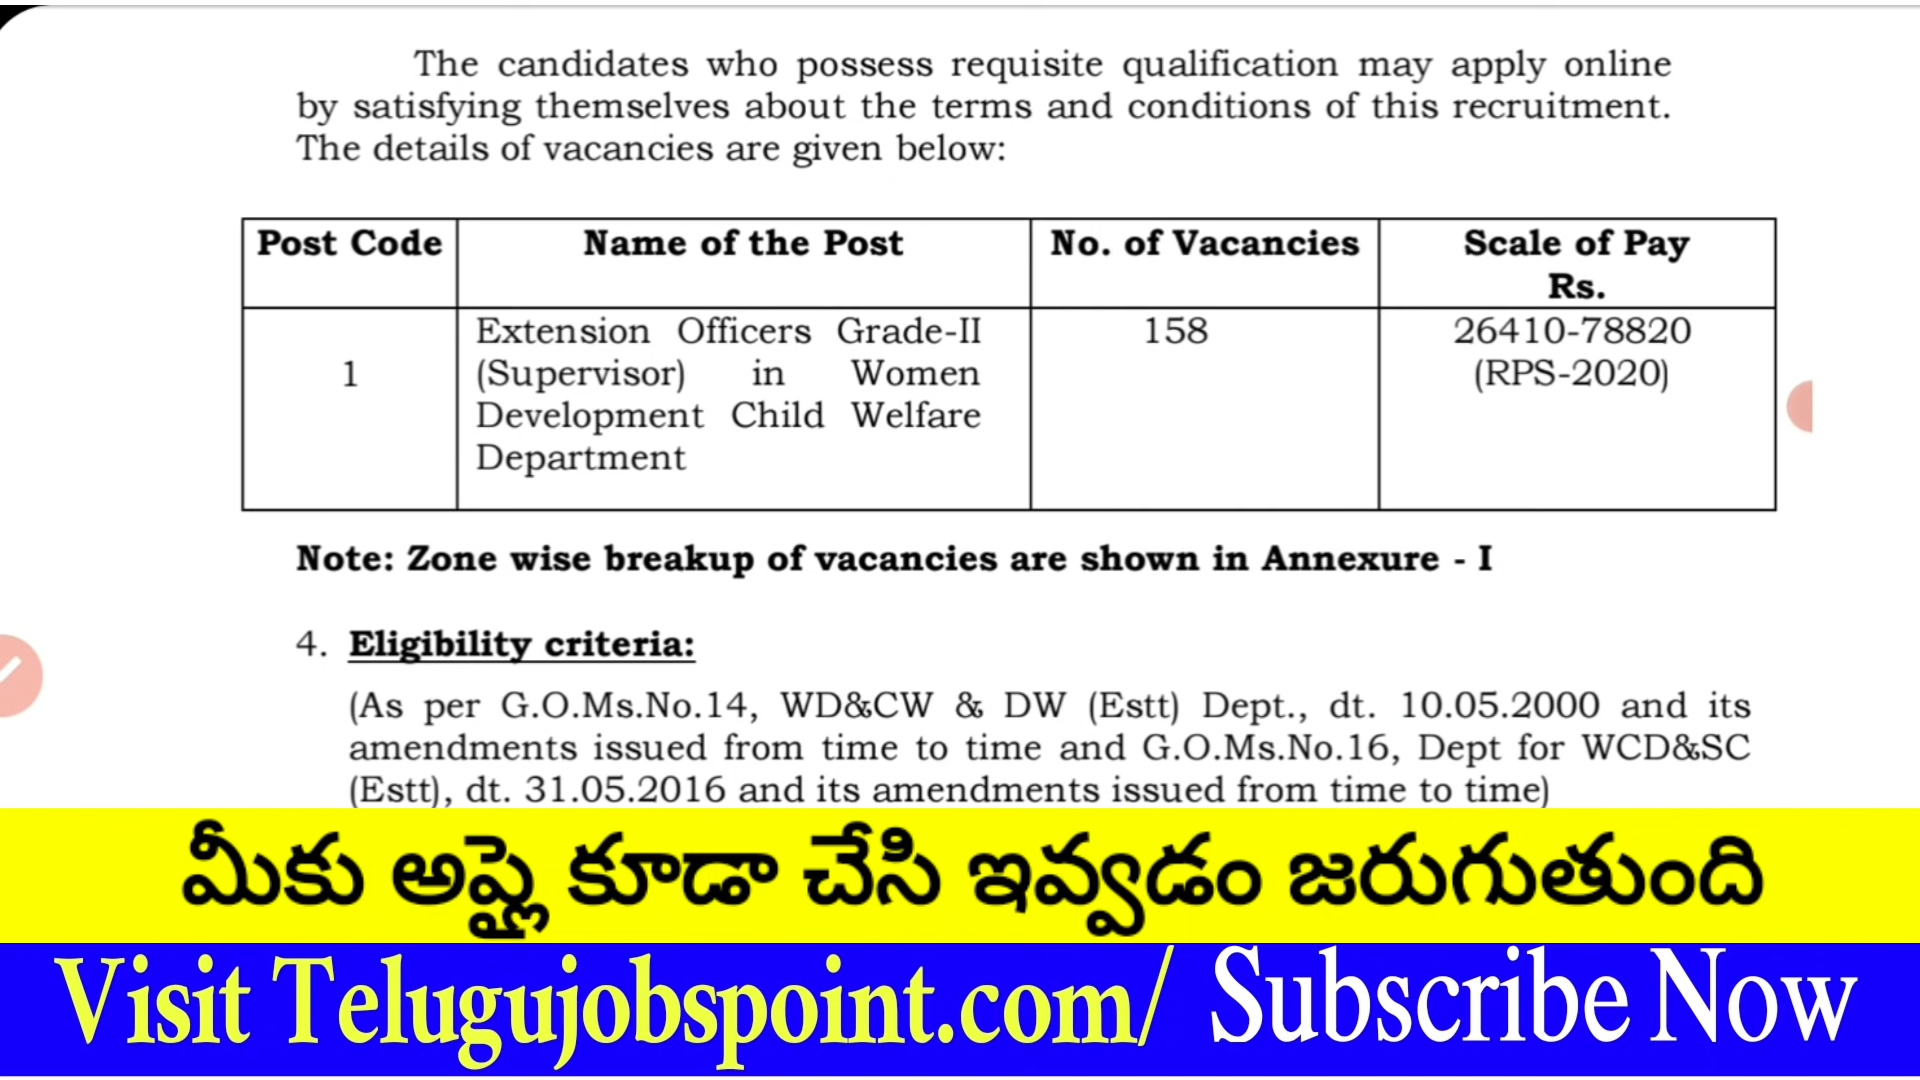 The candidates who possess requisite qualification may apply online
by satisfying themselves about the terms and conditions of this recruitment.
The details of vacancies are given below:
Post Code Name of the Post No. of Vacancies Scale of Pay
Rs.
Extension Officers Grade-II 158 26410-78820
1 (Supervisor) in Women (RPS-2020)
Development Child Welfare
Department
Note: Zone wise breakup of vacancies are shown in Annexure - I
4. Eligibility criteria:
(As per G.O.Ms.No.14, WD&CW & DW (Estt) Dept., dt. 10.05.2000 and its
amendments issued from time to time and G.O.Ms.No.16, Dept for WCD&SC
(Estt), dt. 31.05.2016 and its amendments issued from time to time)
మీకు అప్లై కూడా చేసి ఇవ్వడం జరుగుతుంది
Visit Telugujobspoint.com/ Subscribe Now